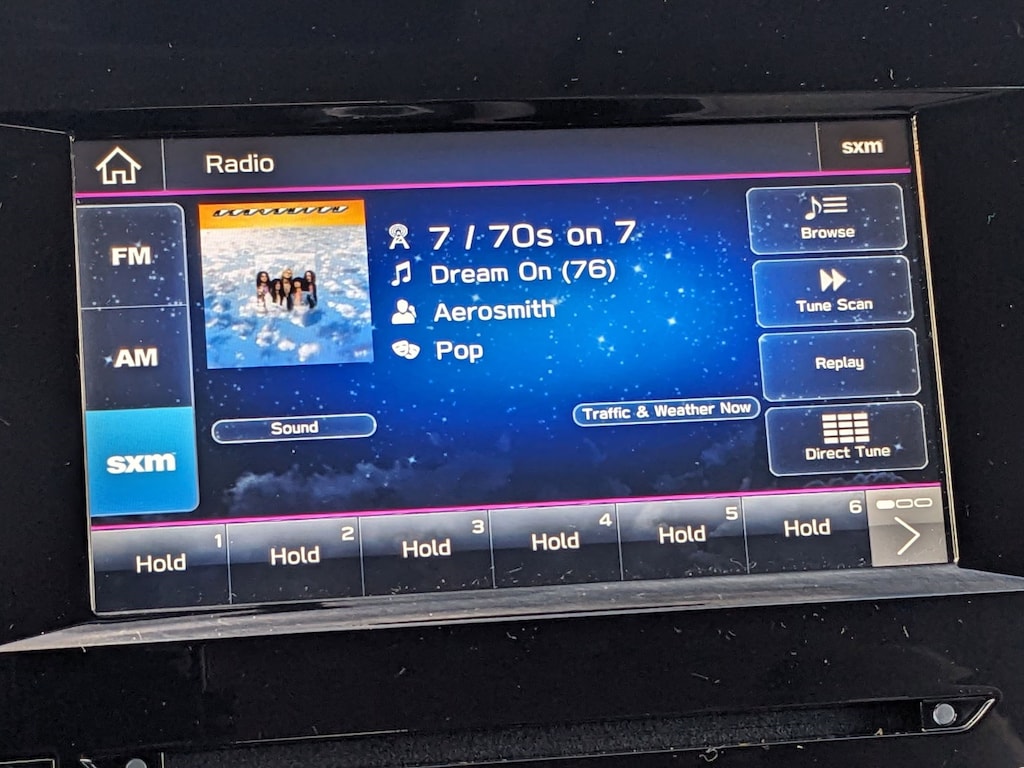 Radio
sxm
FM
AM
sxm
7 / 70s on 7
Dream On (76)
Aerosmith
Pop
Sound
Traffic & Weather Now
Browse
Tune Scan
Replay
Direct Tune
1
Hold
2
Hold
3
Hold
4
Hold
5
Hold
6
Hold